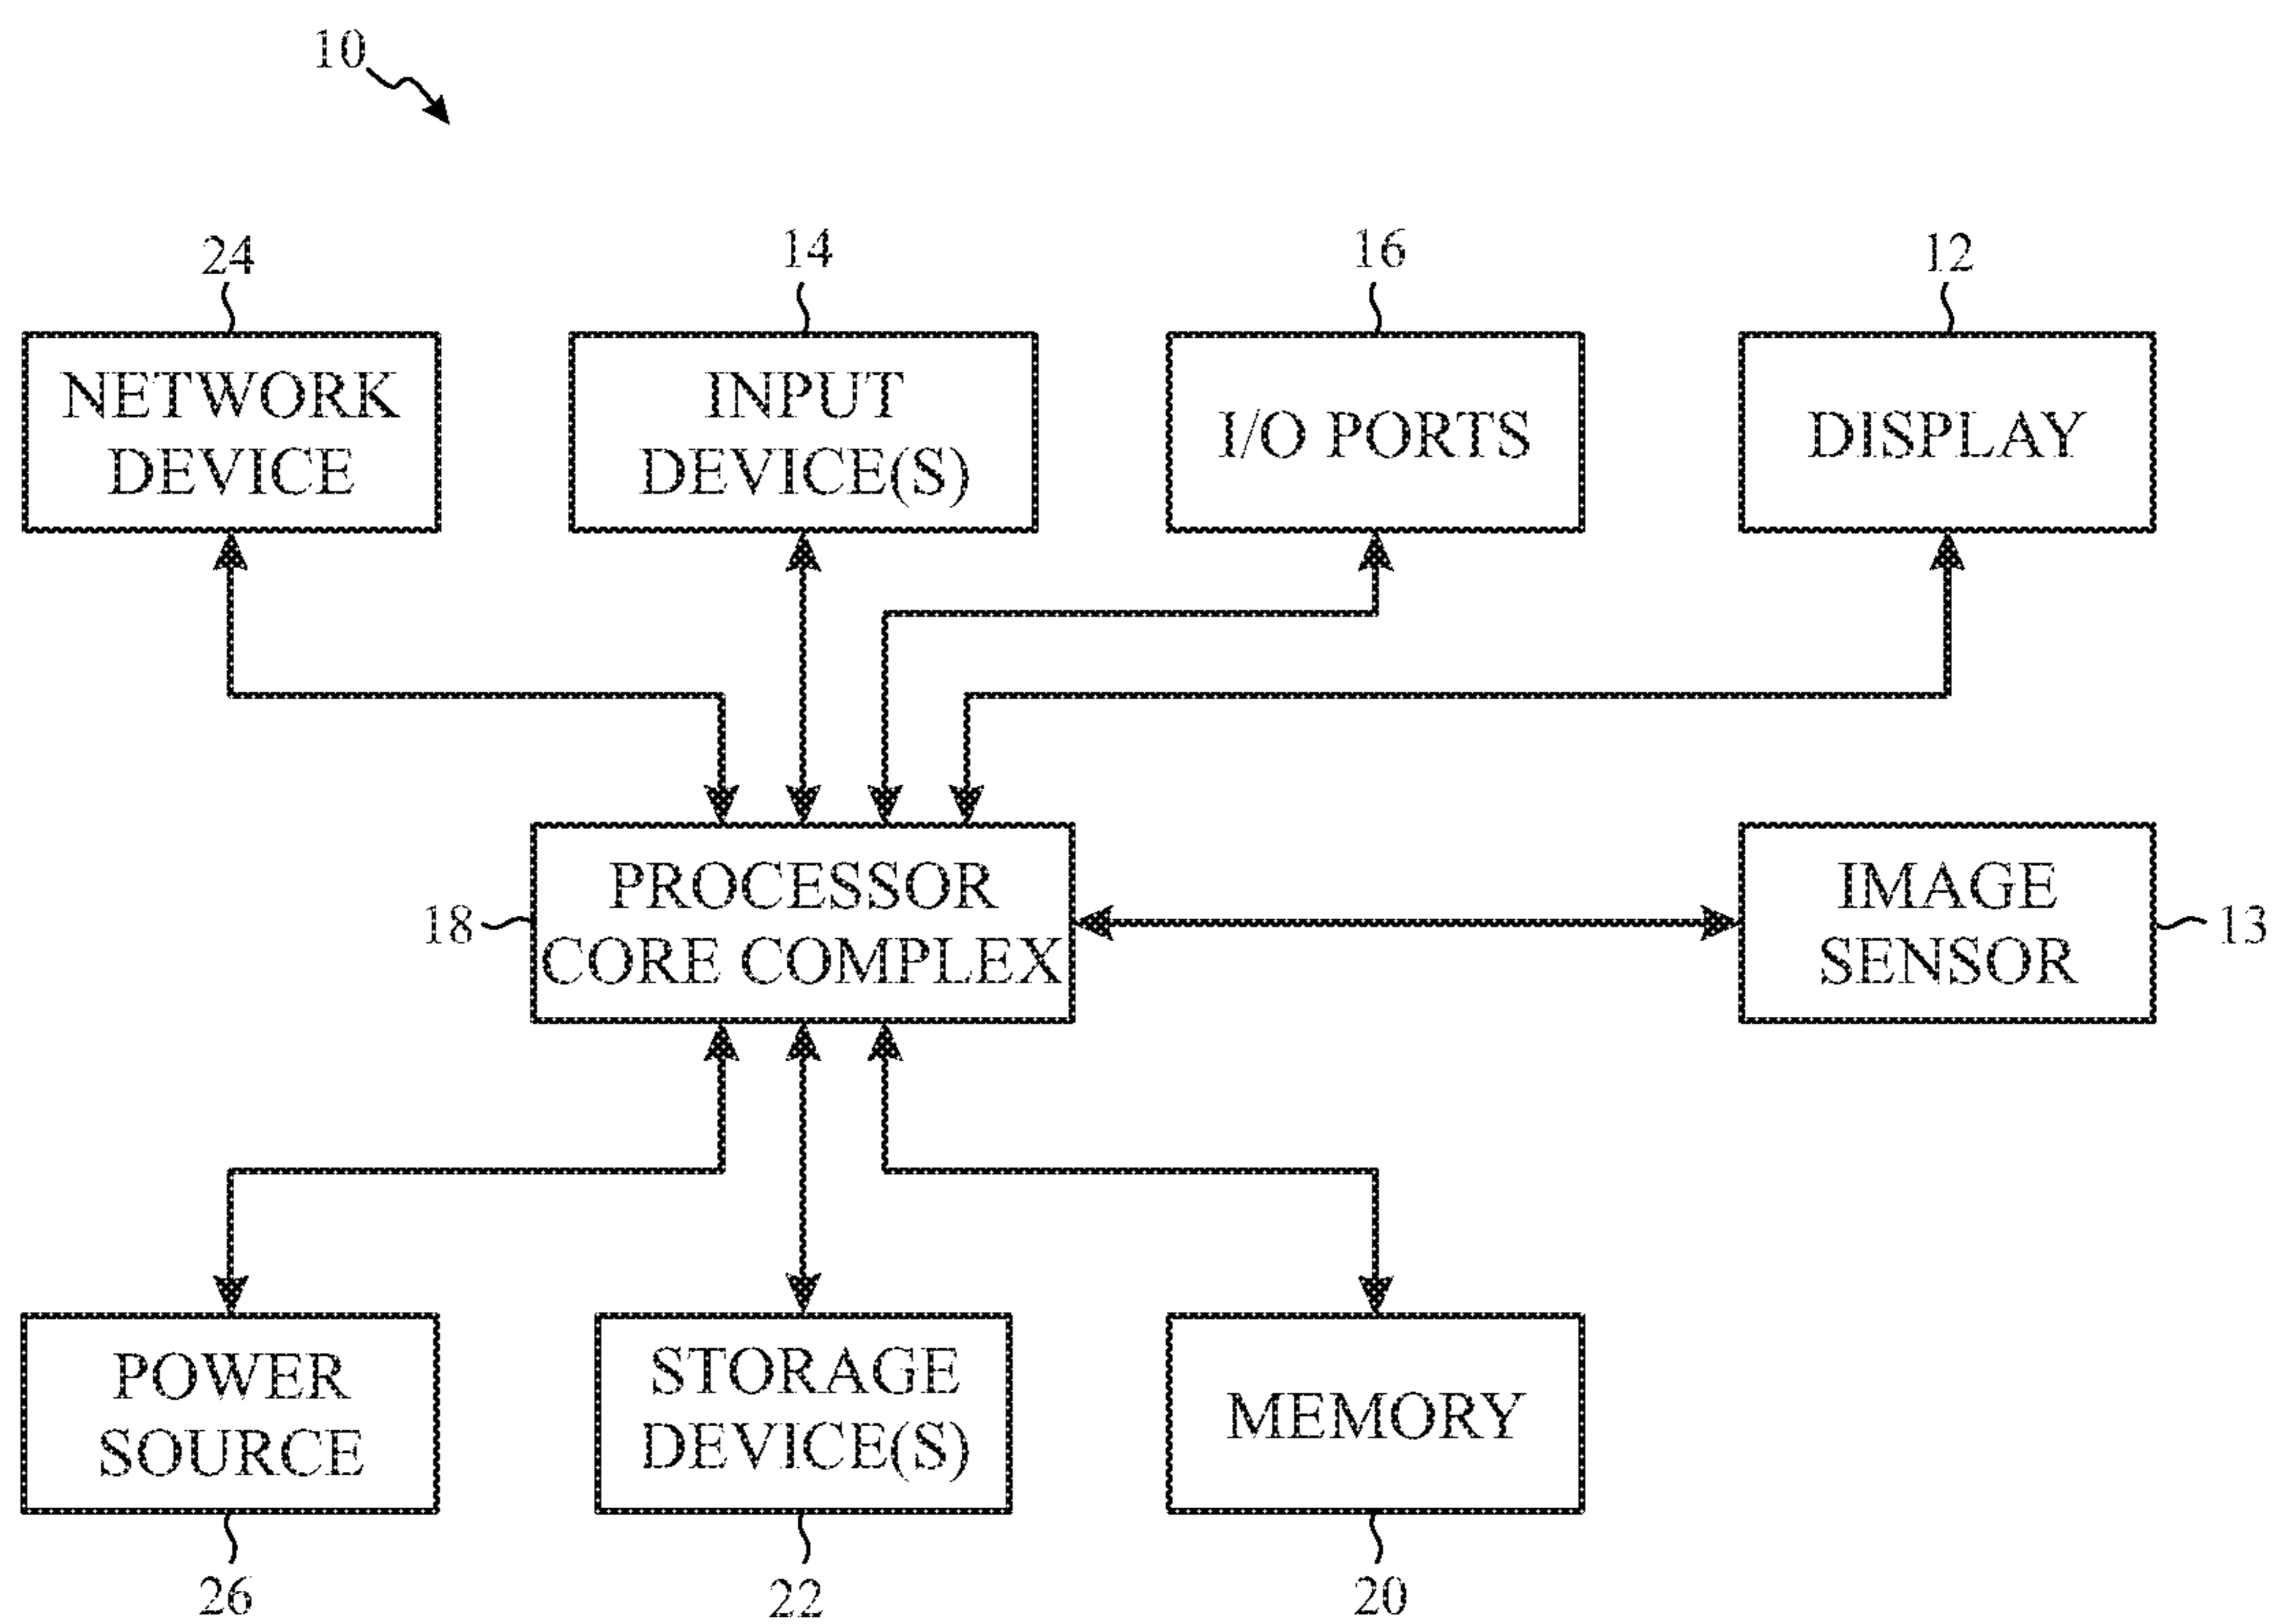 10
24
14
16
12
NETWORK
DEVICE
INPUT
DEVICE(S)
I/O PORTS
DISPLAY
18
PROCESSOR
CORE COMPLEX
IMAGE
SENSOR
13
POWER
SOURCE
STORAGE
DEVICE(S)
MEMORY
26
22
20